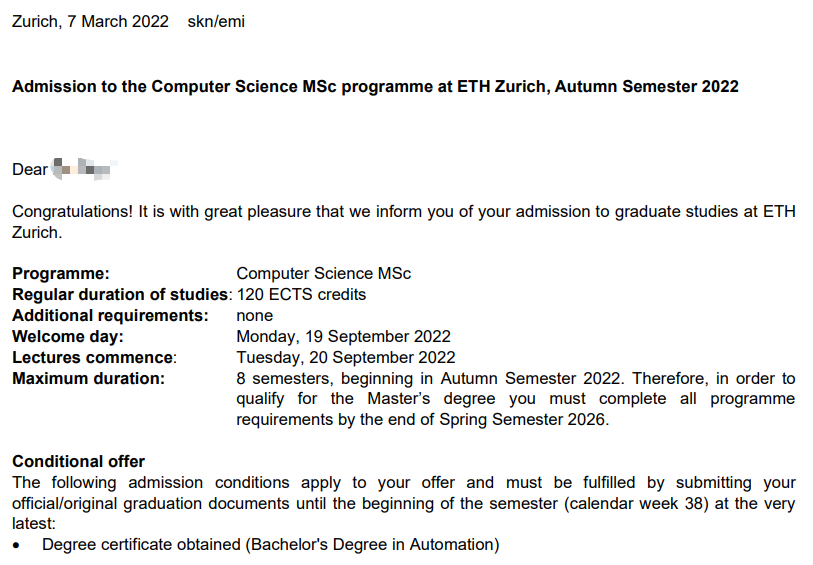 Zurich, 7 March 2022 skn/emi
Admission to the Computer Science MSc programme at ETH Zurich, Autumn Semester 2022
Dear
Congratulations! It is with great pleasure that we inform you of your admission to graduate studies at ETH
Zurich.
Programme: Computer Science MSc
Regular duration of studies: 120 ECTS credits
Additional requirements: none
Welcome day: Monday, 19 September 2022
Lectures commence: Tuesday, 20 September 2022
Maximum duration: 8 semesters, beginning in Autumn Semester 2022. Therefore, in order to
qualify for the Master's degree you must complete all programme
requirements by the end of Spring Semester 2026.
Conditional offer
The following admission conditions apply to your offer and must be fulfilled by submitting your
official/original graduation documents until the beginning of the semester (calendar week 38) at the very
latest:
• Degree certificate obtained (Bachelor's Degree in Automation)